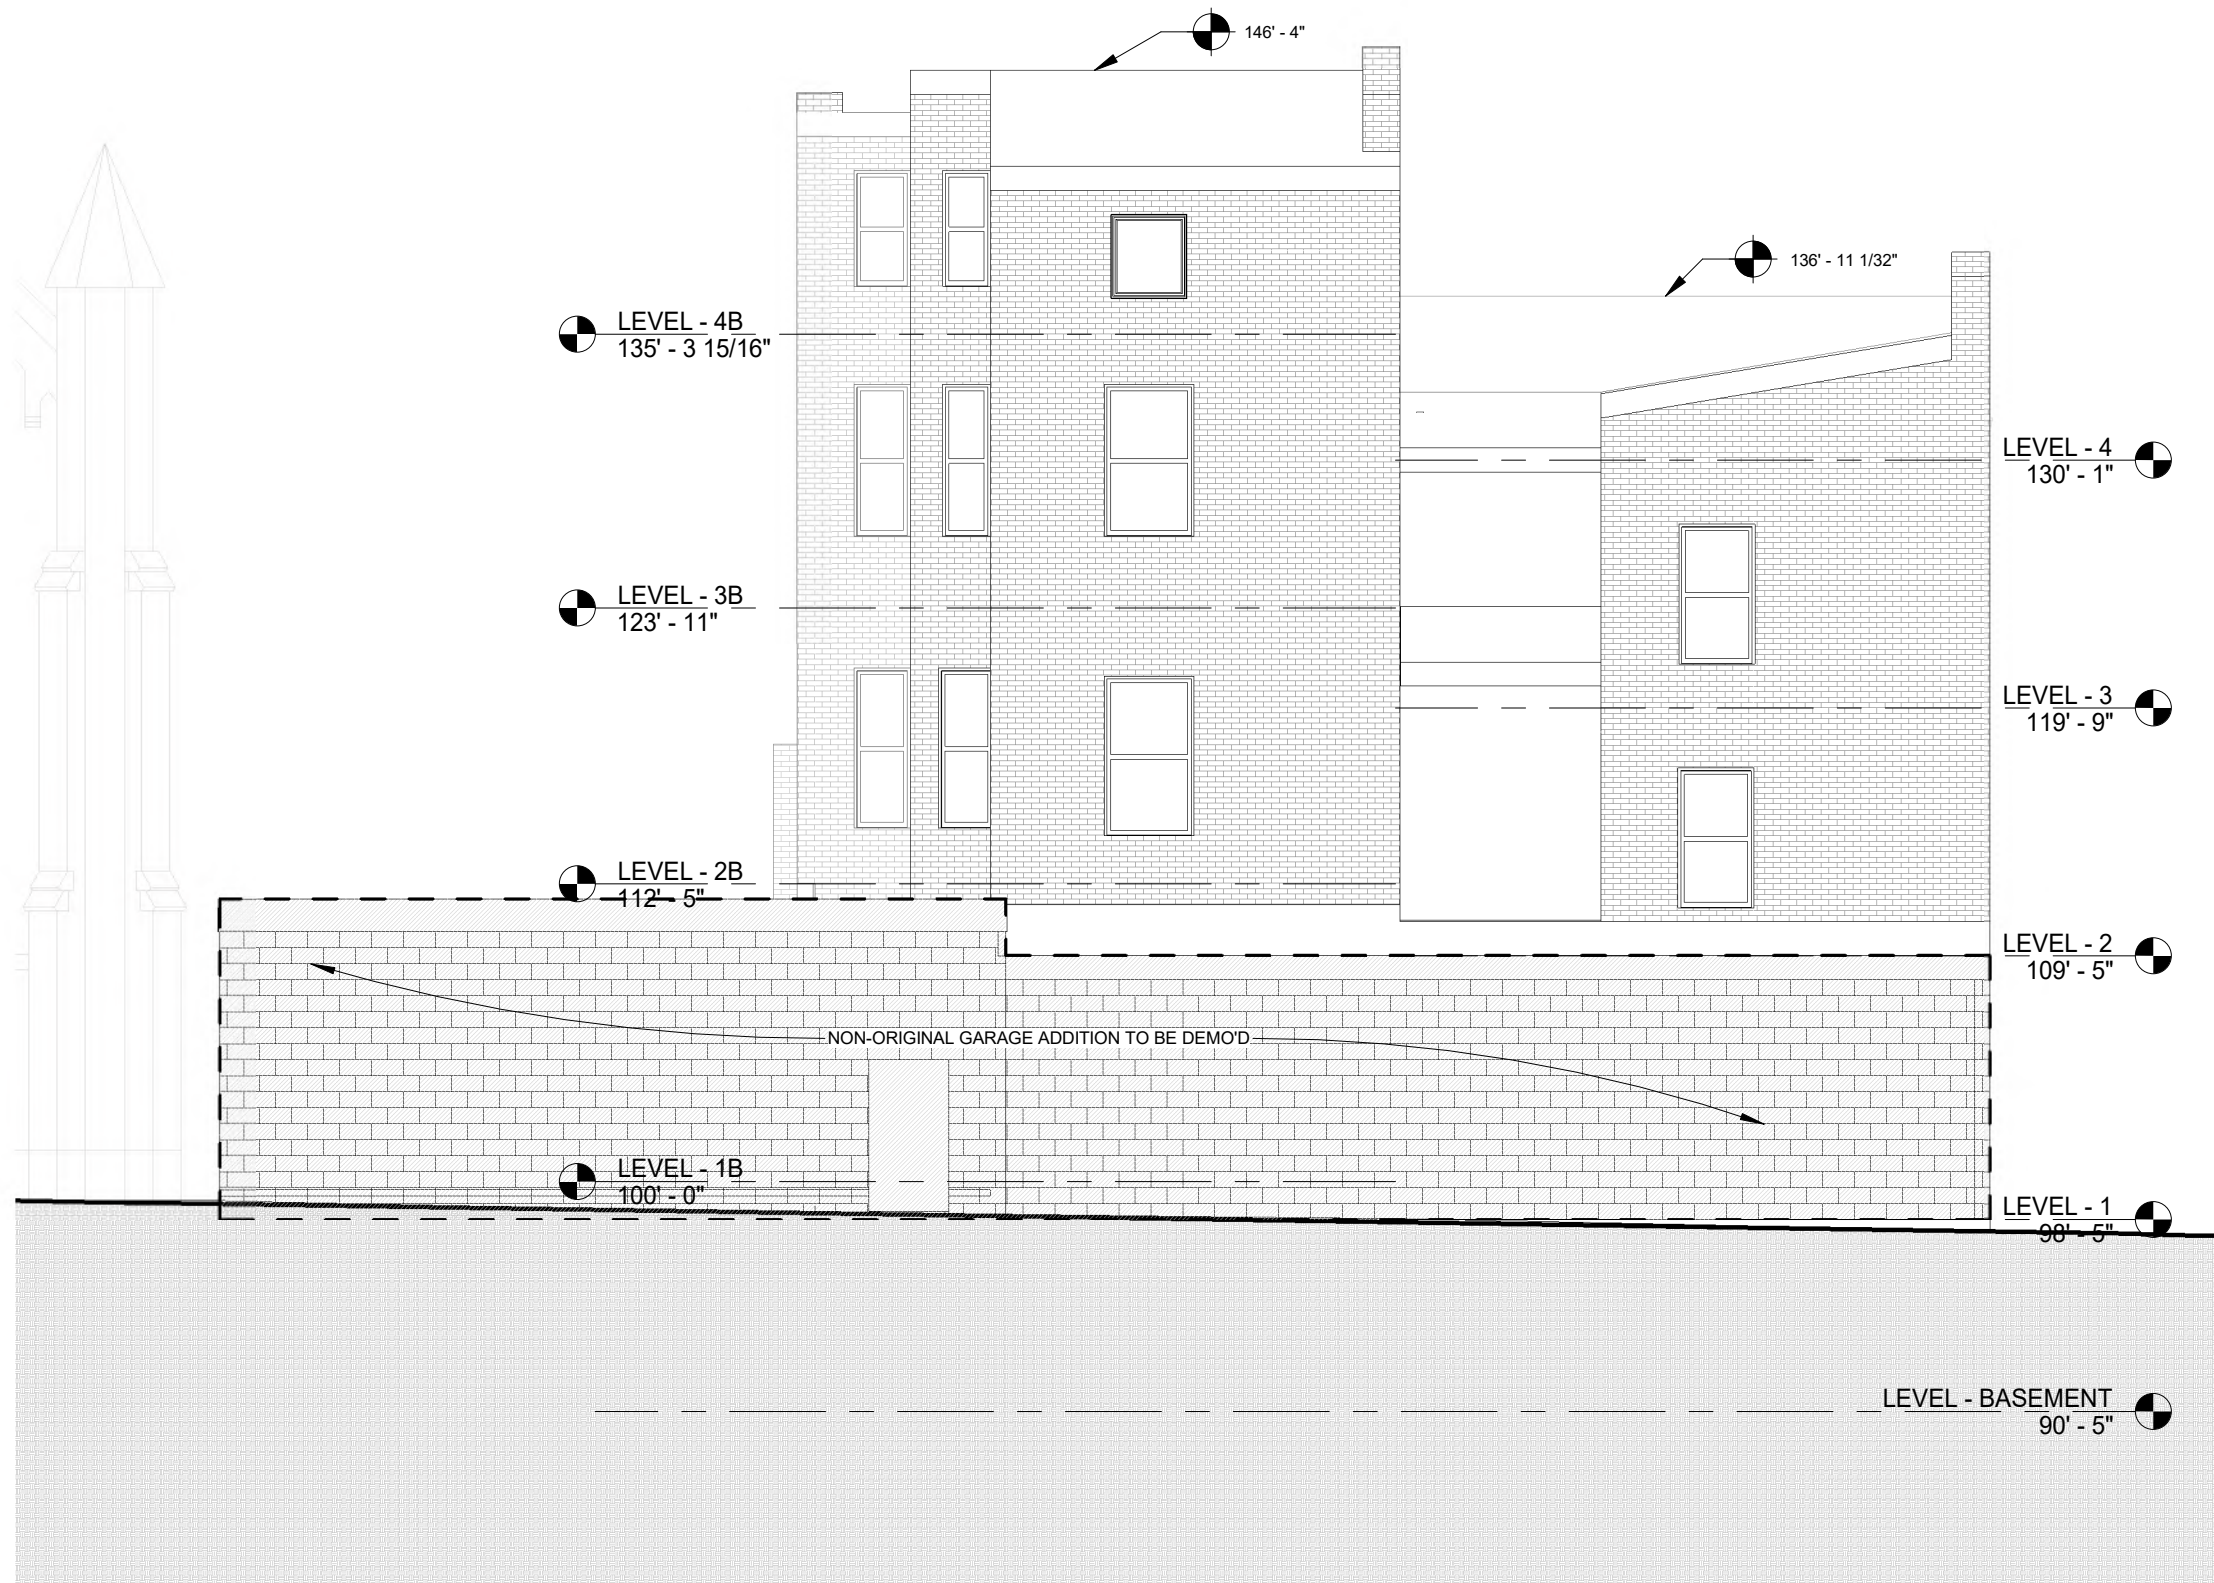 146' - 4"
136' - 11 1/32"
LEVEL - 4B
135' - 3 15/16"
LEVEL - 4
130' - 1"
LEVEL - 3B
123' - 11"
LEVEL - 3
119' - 9"
LEVEL - 2B
112' - 5"
LEVEL - 2
109' - 5"
NON-ORIGINAL GARAGE ADDITION TO BE DEMO'D
LEVEL - 1B
100' - 0"
LEVEL - 1
98' - 5"
LEVEL - BASEMENT
90' - 5"